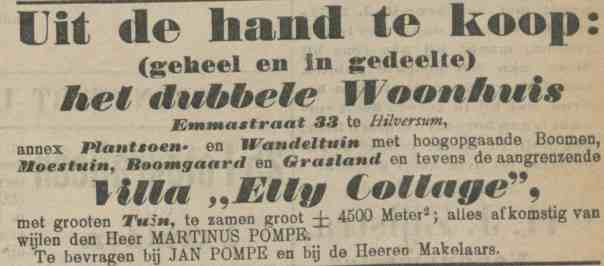 Uit de hand te koop:
(geheel en in gedeelte)
het dubbele Woonhuis
Emmastraat 33 te Hilversum,
annex Plantsoen- en Wandeltuin met hoogopgaande Boomen,
Moestuin, Boomgaard en Grasland en tevens de aangrenzende
Villa „Elly Cottage”,
met grooten Tuin, te zamen groot ± 4500 Meter²; alles afkomstig van
wijlen den Heer MARTINUS POMPE.
Te bevragen bij JAN POMPE en bij de Heeren Makelaars.